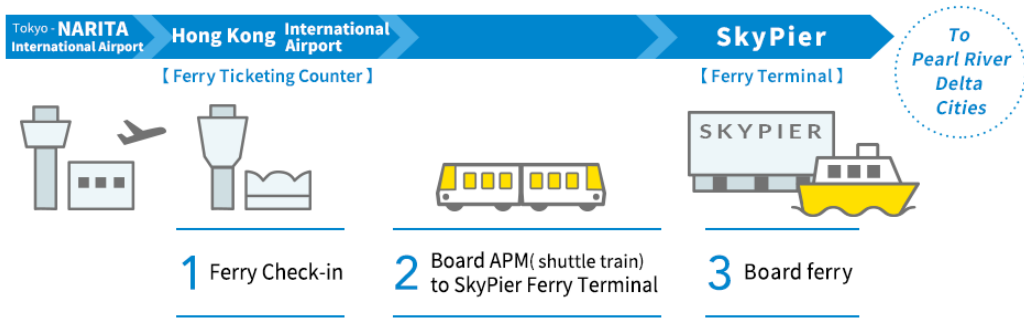 Tokyo - NARITA
International Airport
Hong Kong International
Airport
SkyPier
To
Pearl River
Delta
Cities
【 Ferry Ticketing Counter 】
【 Ferry Terminal 】
SKYPIER
1 Ferry Check-in
2 Board APM( shuttle train)
to SkyPier Ferry Terminal
3 Board ferry